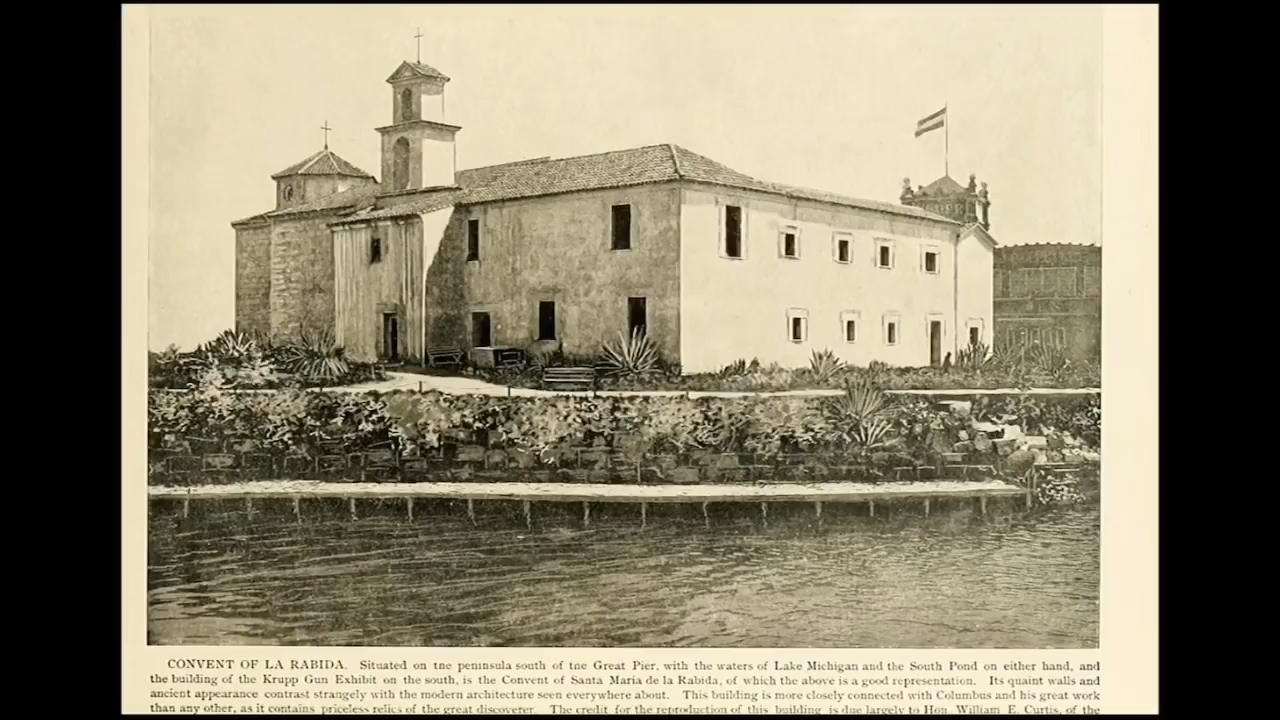 CONVENT OF LA RABIDA. Situated on the peninsula south of the Great Pier, with the waters of Lake Michigan and the South Pond on either hand, and
the building of the Krupp Gun Exhibit on the south, is the Convent of Santa Maria de la Rabida, of which the above is a good representation. Its quaint walls and
ancient appearance contrast strangely with the modern architecture seen everywhere about. This building is more closely connected with Columbus and his great work
than any other, as it contains priceless relics of the great discoverer. The credit for the reproduction of this building is due largely to Hon. William E. Curtis, of the